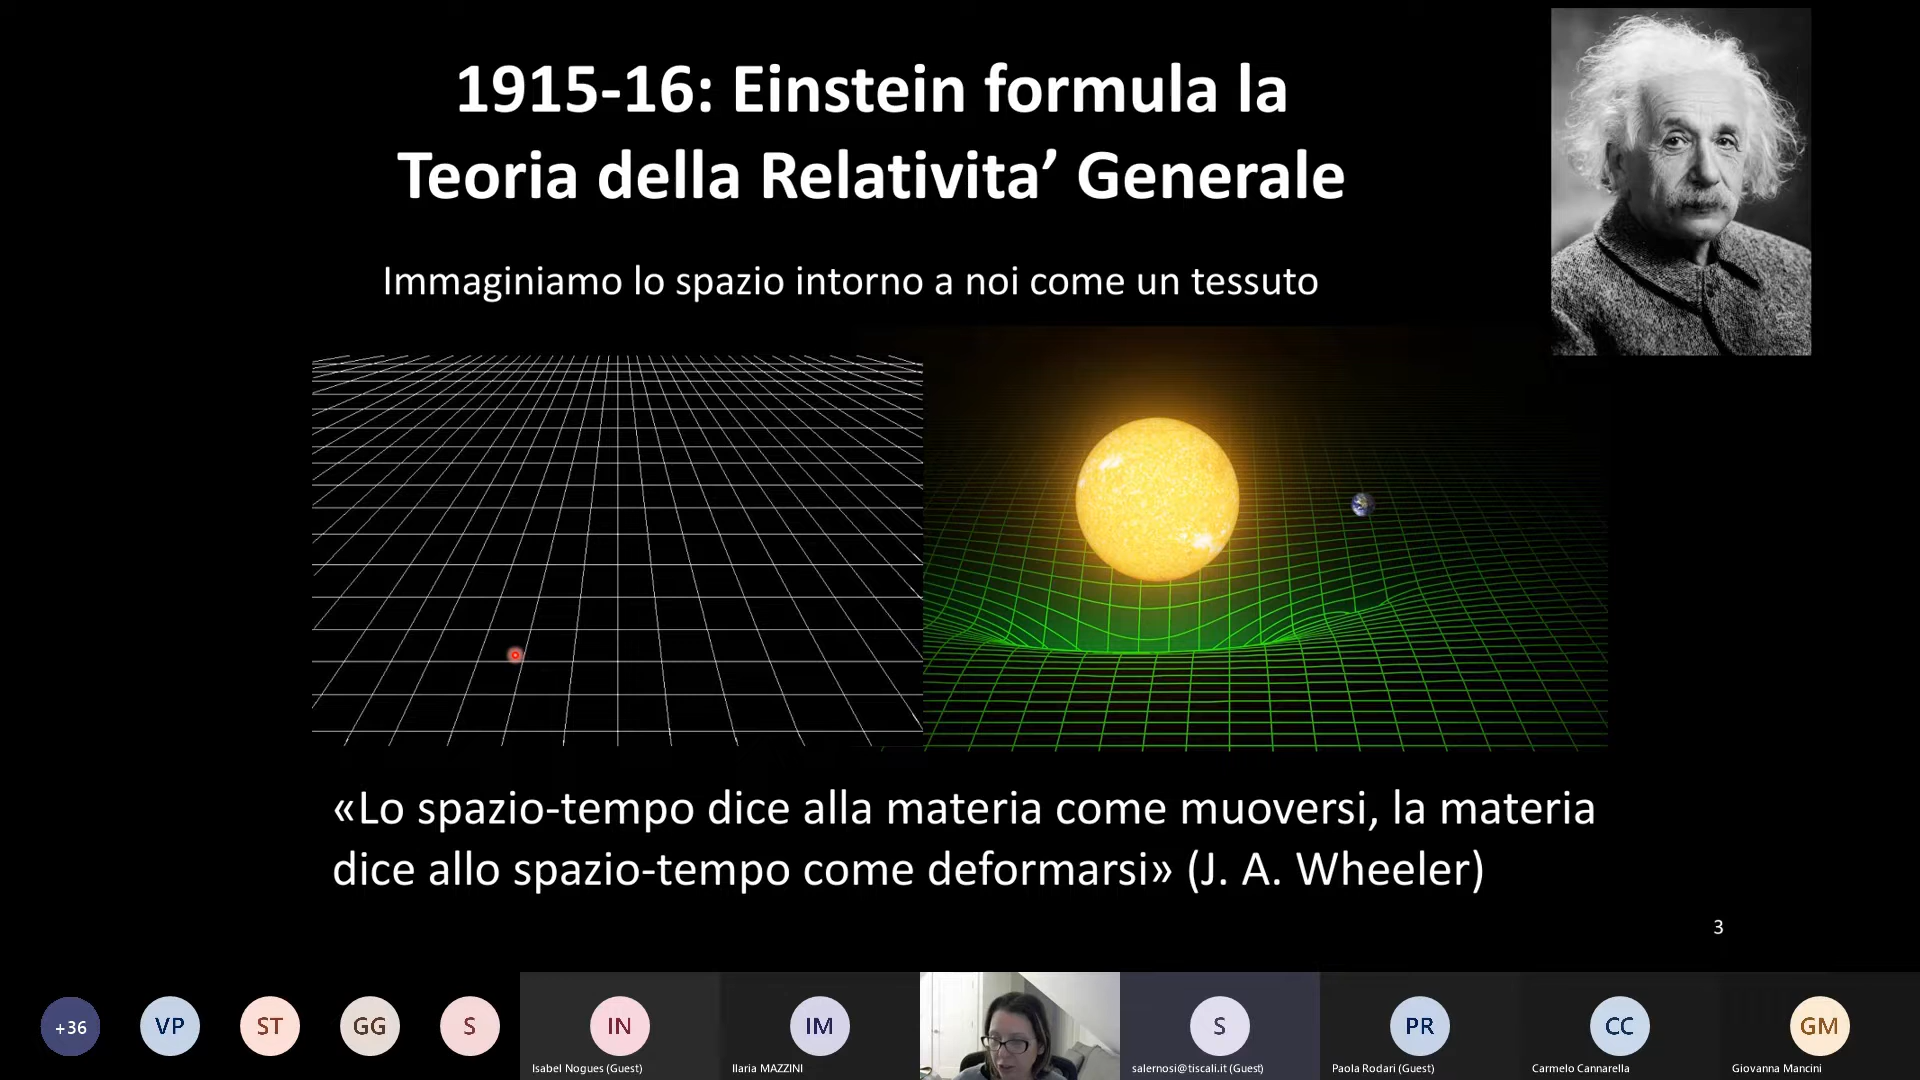 1915-16: Einstein formula la
Teoria della Relativita’ Generale
Immaginiamo lo spazio intorno a noi come un tessuto
«Lo spazio-tempo dice alla materia come muoversi, la materia
dice allo spazio-tempo come deformarsi» (J. A. Wheeler)
3
+36
VP
ST
GG
S
IN
IM
S
PR
CC
GM
Isabel Nogues (Guest)
Ilaria MAZZINI
salernosi@tiscali.it (Guest)
Paola Rodari (Guest)
Carmelo Cannarella
Giovanna Mancini